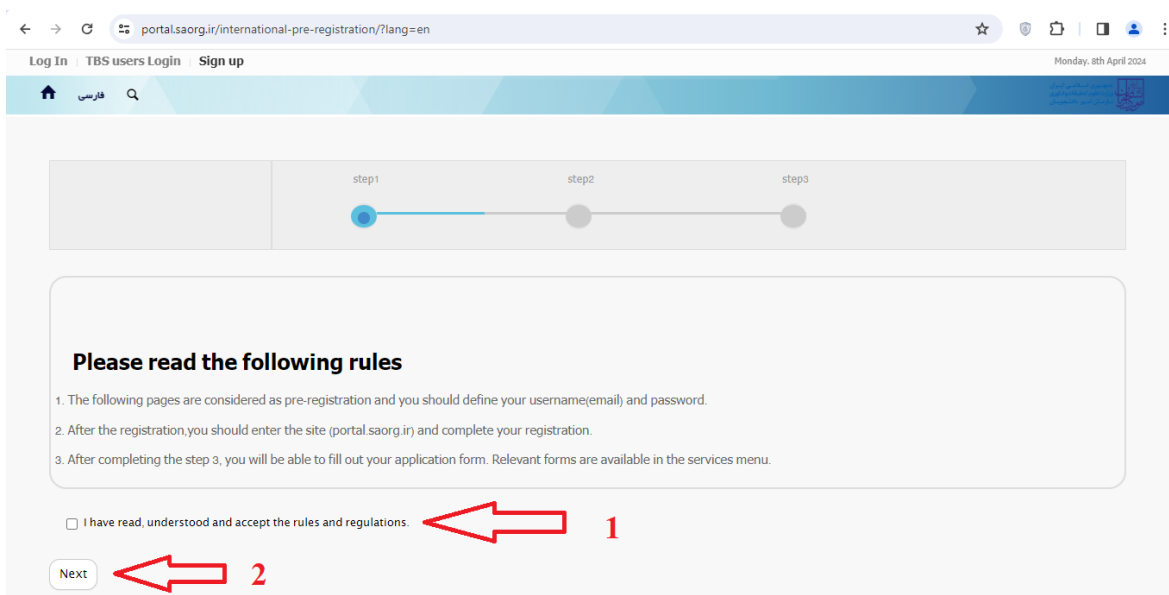 portal.saorg.ir/international-pre-registration/?lang=en
Log In | TBS users Login | Sign up
Monday. 8th April 2024
فارسی
step1 step2 step3
Please read the following rules
1. The following pages are considered as pre-registration and you should define your username(email) and password.
2. After the registration,you should enter the site (portal.saorg.ir) and complete your registration.
3. After completing the step 3, you will be able to fill out your application form. Relevant forms are available in the services menu.
I have read, understood and accept the rules and regulations.
1
Next
2